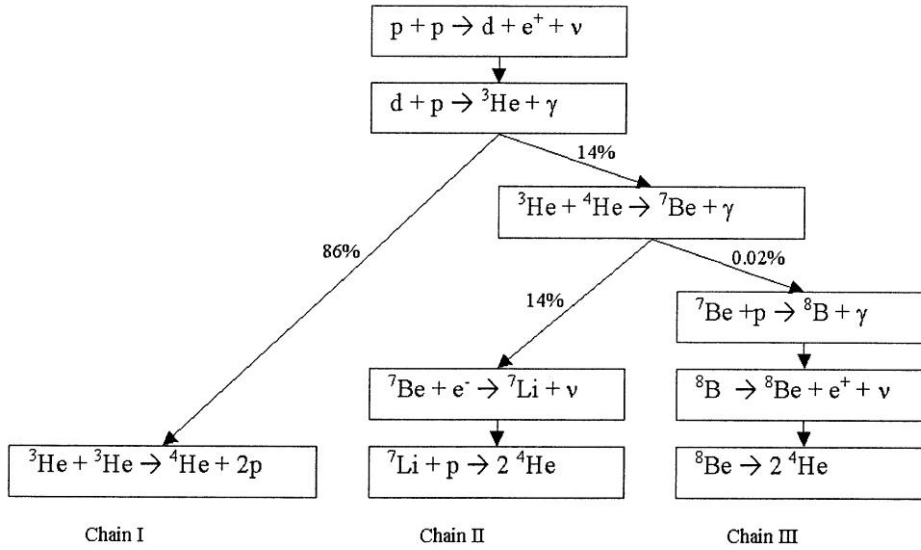 p + p → d + e⁺ + ν
d + p → ³He + γ
14%
³He + ⁴He → ⁷Be + γ
86%
0.02%
14%
⁷Be +p → ⁸B + γ
⁷Be + e⁻ → ⁷Li + ν
⁸B → ⁸Be + e⁺ + ν
³He + ³He → ⁴He + 2p
⁷Li + p → 2 ⁴He
⁸Be → 2 ⁴He
Chain I
Chain II
Chain III